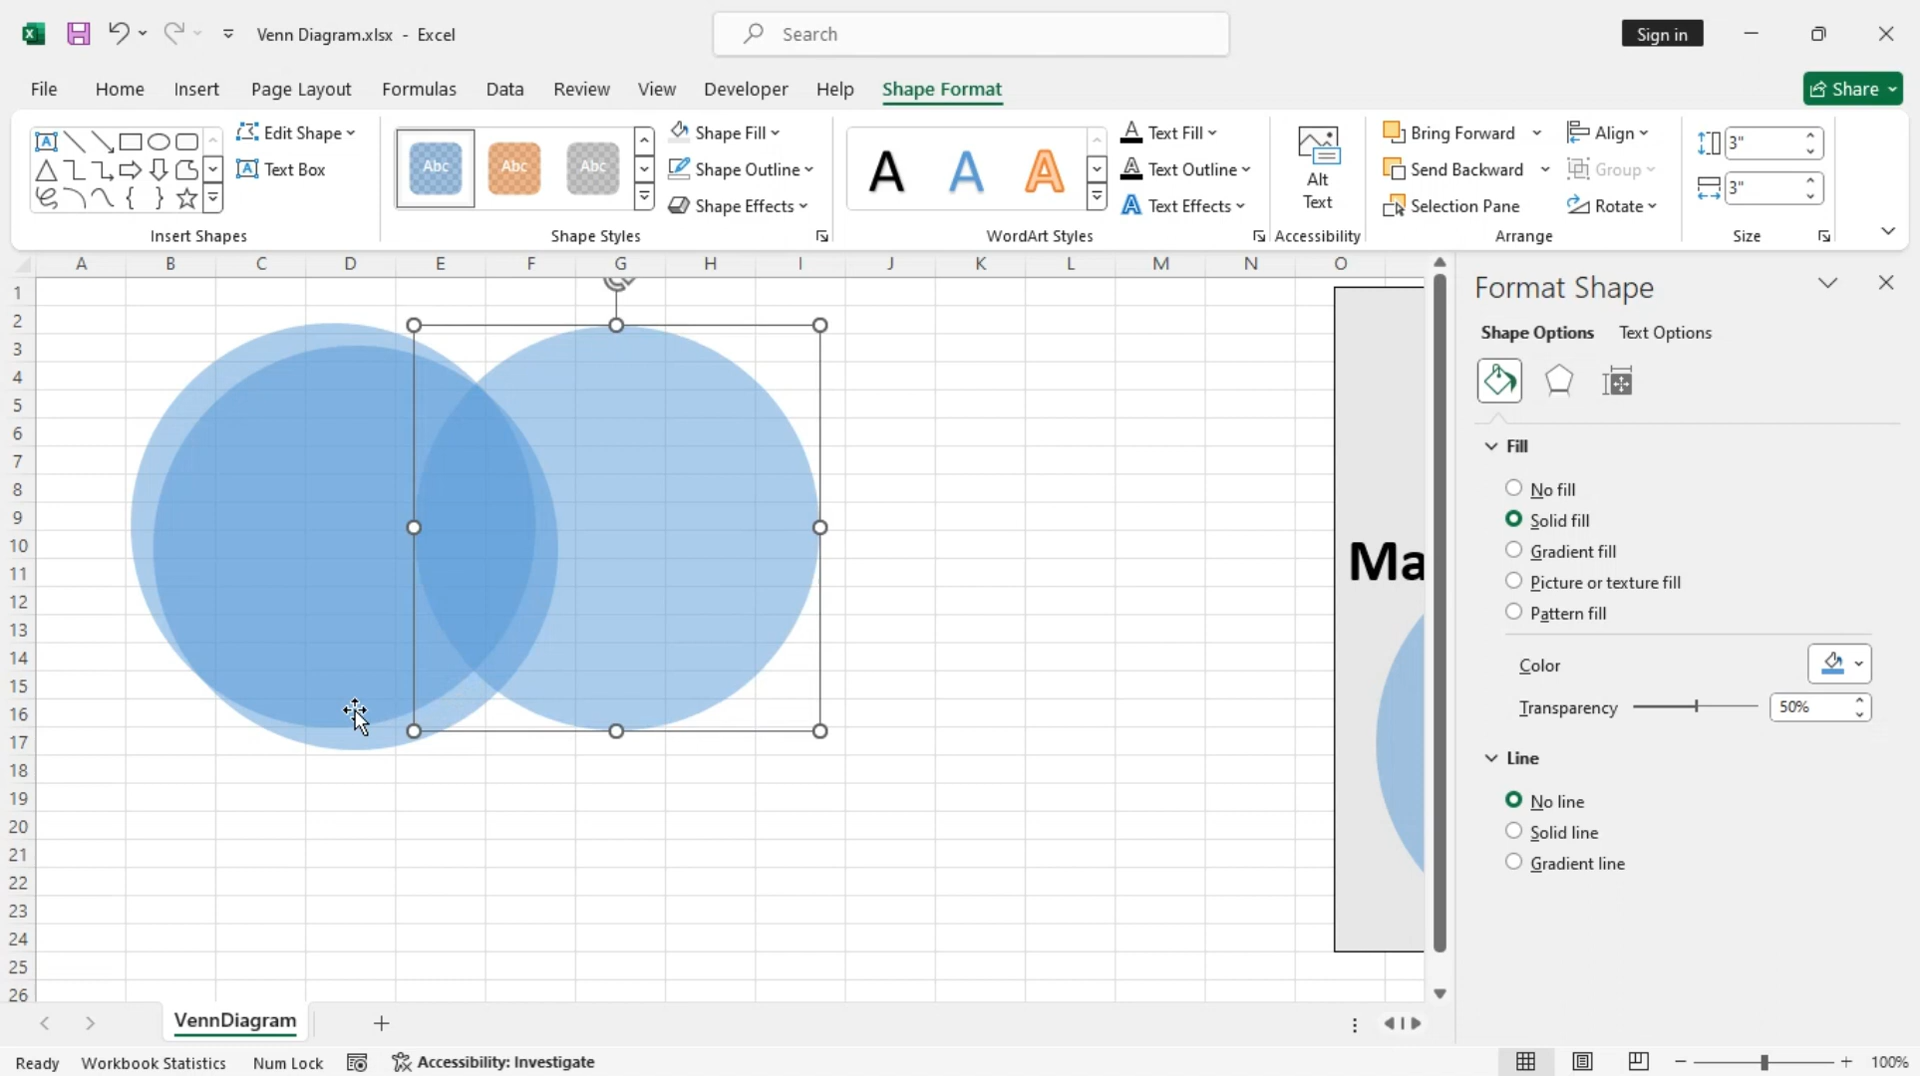 Venn Diagram.xlsx - Excel
Search
Sign in
File Home Insert Page Layout Formulas Data Review View Developer Help Shape Format
Share
Edit Shape
Text Box
Insert Shapes
Abc Abc Abc
Shape Fill
Shape Outline
Shape Effects
Shape Styles
A A A
Text Fill
Text Outline
Text Effects
WordArt Styles
Alt
Text
Accessibility
Bring Forward
Send Backward
Selection Pane
Align
Group
Rotate
Arrange
3"
3"
Size
A B C D E F G H I J K L M N O
1
2
3
4
5
6
7
8
9
10
11
12
13
14
15
16
17
18
19
20
21
22
23
24
25
26
Ma
Format Shape
Shape Options Text Options
Fill
No fill
Solid fill
Gradient fill
Picture or texture fill
Pattern fill
Color
Transparency 50%
Line
No line
Solid line
Gradient line
VennDiagram
Ready Workbook Statistics Num Lock Accessibility: Investigate
100%